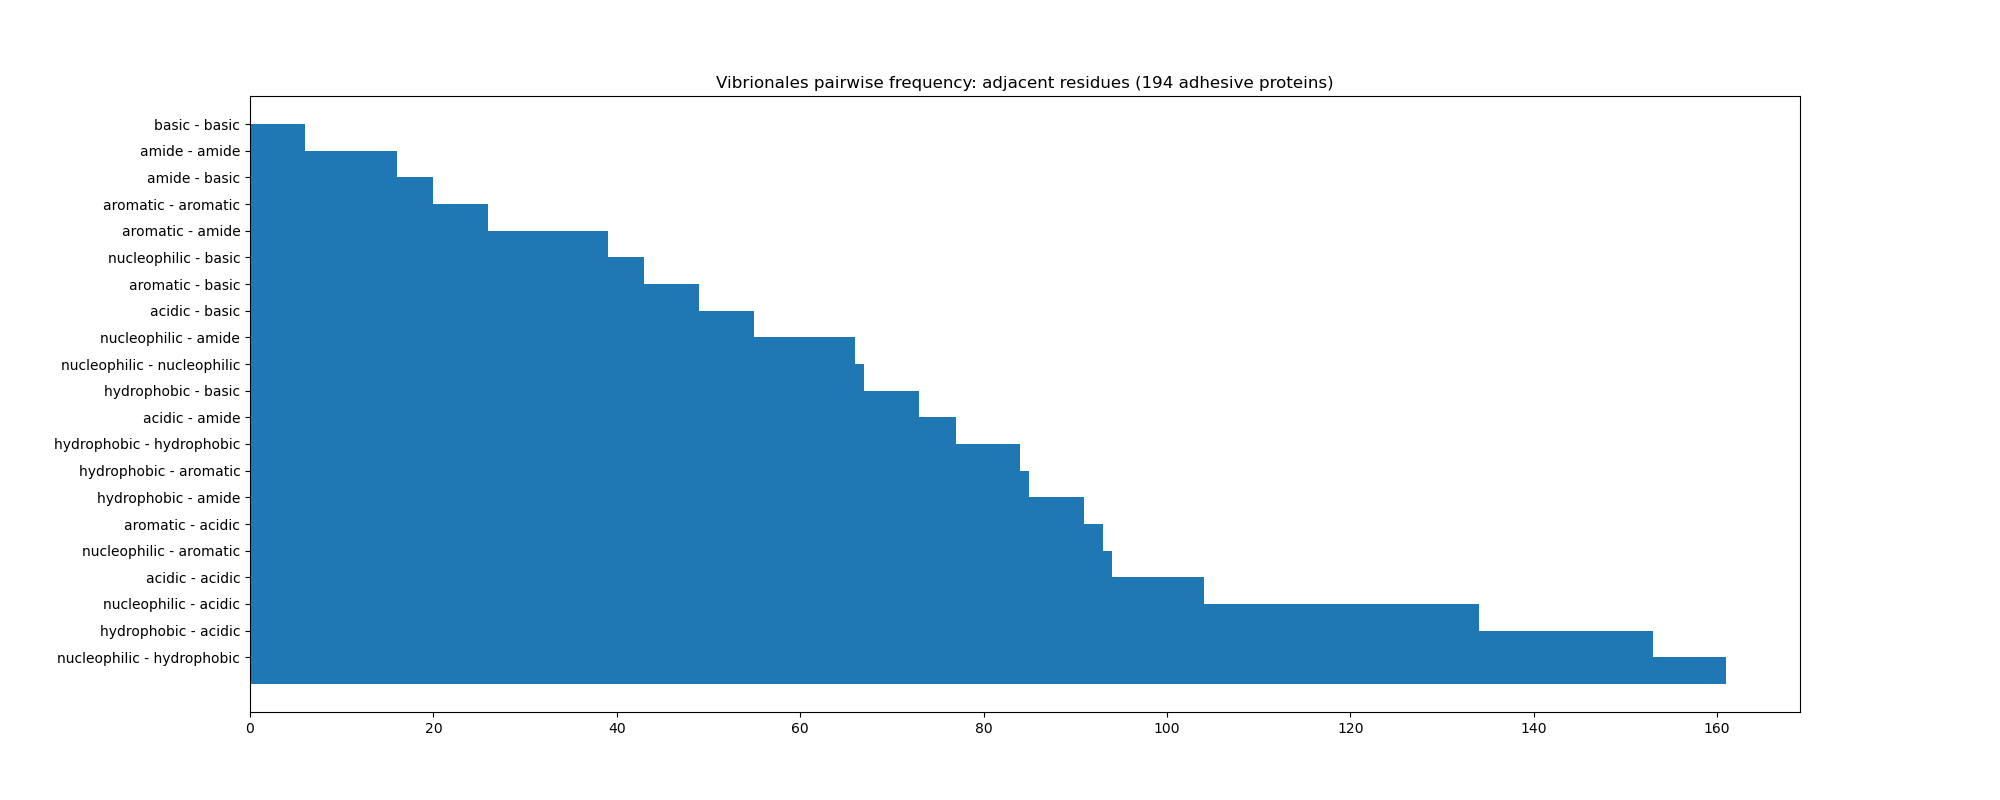 Vibrionales pairwise frequency: adjacent residues (194 adhesive proteins)
basic - basic
amide - amide
amide - basic
aromatic - aromatic
aromatic - amide
nucleophilic - basic
aromatic - basic
acidic - basic
nucleophilic - amide
nucleophilic - nucleophilic
hydrophobic - basic
acidic - amide
hydrophobic - hydrophobic
hydrophobic - aromatic
hydrophobic - amide
aromatic - acidic
nucleophilic - aromatic
acidic - acidic
nucleophilic - acidic
hydrophobic - acidic
nucleophilic - hydrophobic
0 20 40 60 80 100 120 140 160